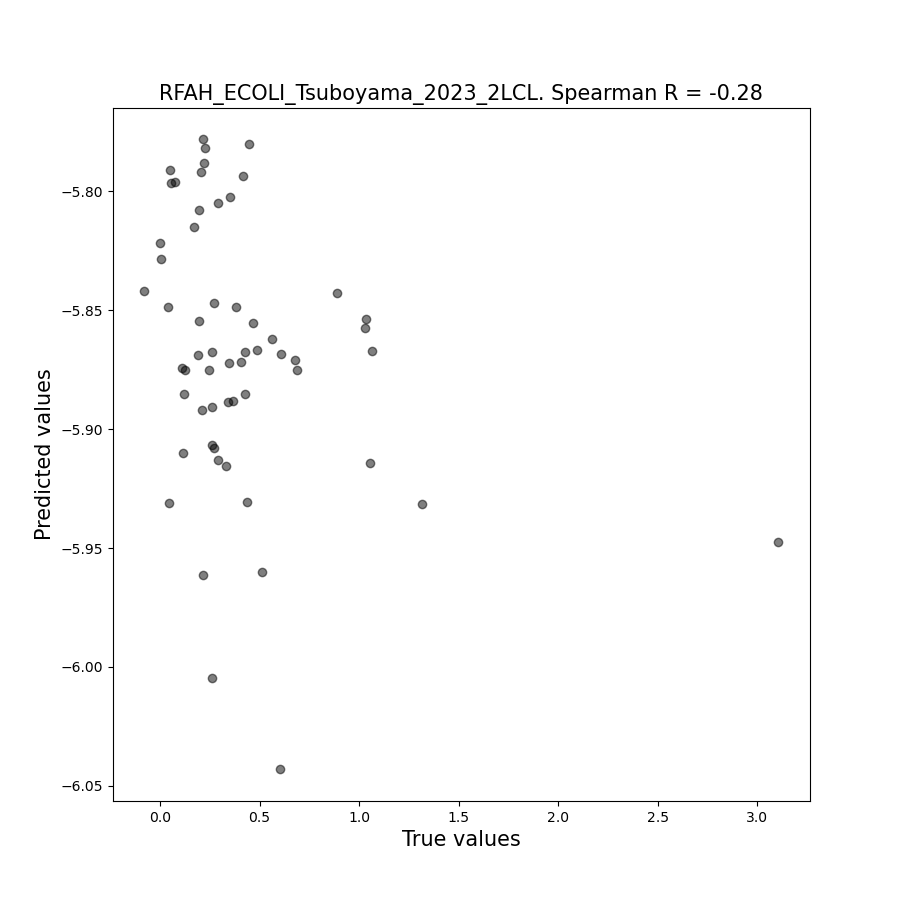 RFAH_ECOLI_Tsuboyama_2023_2LCL. Spearman R = -0.28
−5.80
−5.85
−5.90
−5.95
−6.00
−6.05
Predicted values
0.0 0.5 1.0 1.5 2.0 2.5 3.0
True values